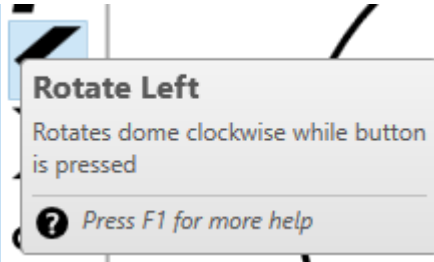 Rotate Left
Rotates dome clockwise while button
is pressed
Press F1 for more help